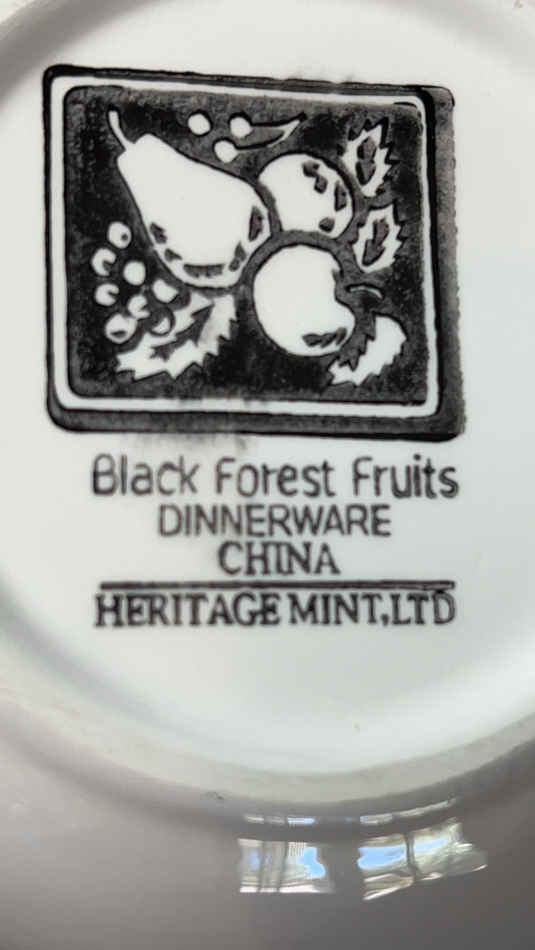 Black Forest Fruits
DINNERWARE
CHINA
HERITAGE MINT, LTD